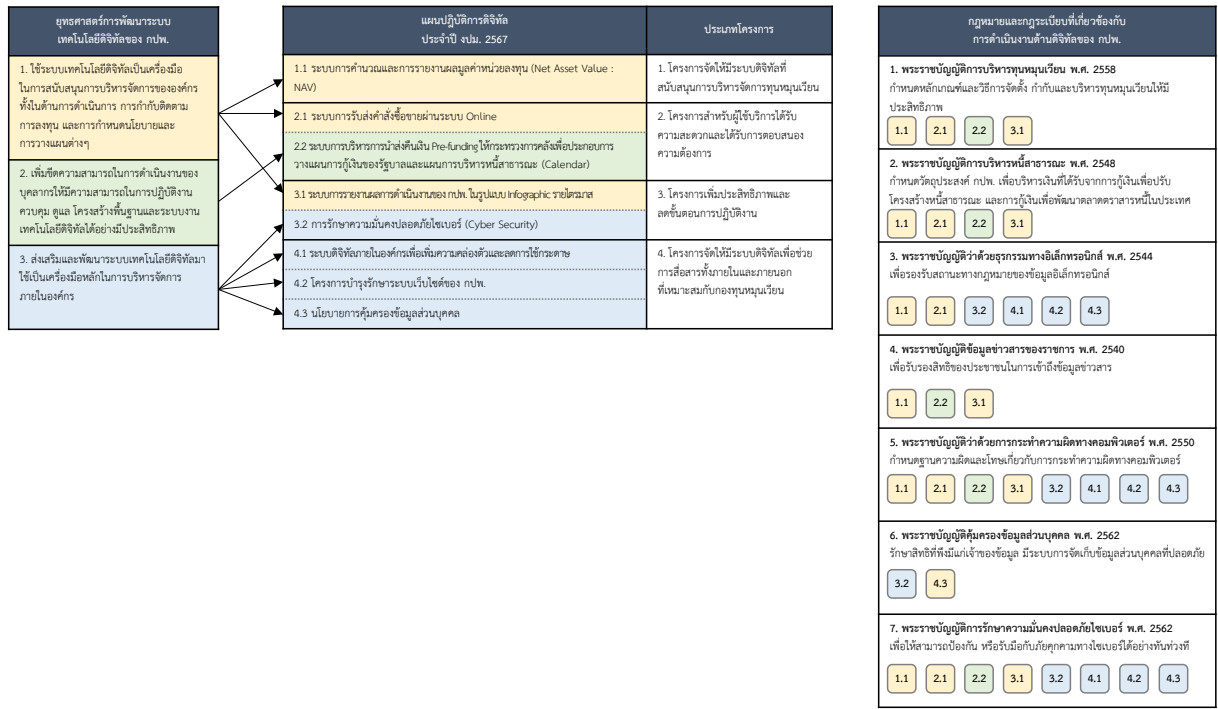 ยุทธศาสตร์การพัฒนาระบบ
เทคโนโลยีดิจิทัลของ กปพ.
1. ใช้ระบบเทคโนโลยีดิจิทัลเป็นเครื่องมือ
ในการสนับสนุนการบริหารจัดการขององค์กร
ทั้งในด้านการดำเนินการ การกำกับติดตาม
การลงทุน และการกำหนดนโยบายและ
การวางแผนต่างๆ
2. เพิ่มขีดความสามารถในการดำเนินงานของ
บุคลากรให้มีความสามารถในการปฏิบัติงาน
ควบคุม ดูแล โครงสร้างพื้นฐานและระบบงาน
เทคโนโลยีดิจิทัลได้อย่างมีประสิทธิภาพ
3. ส่งเสริมและพัฒนาระบบเทคโนโลยีดิจิทัลมา
ใช้เป็นเครื่องมือหลักในการบริหารจัดการ
ภายในองค์กร
แผนปฏิบัติการดิจิทัล
ประจำปี งปม. 2567
1.1 ระบบการคำนวณและการรายงานผลมูลค่าหน่วยลงทุน (Net Asset Value :
NAV)
2.1 ระบบการรับส่งคำสั่งซื้อขายผ่านระบบ Online
2.2 ระบบการบริหารการนำส่งคืนเงิน Pre-funding ให้กระทรวงการคลังเพื่อประกอบการ
วางแผนการกู้เงินของรัฐบาลและแผนการบริหารหนี้สาธารณะ (Calendar)
3.1 ระบบการรายงานผลการดำเนินงานของ กปพ. ในรูปแบบ Infographic รายไตรมาส
3.2 การรักษาความมั่นคงปลอดภัยไซเบอร์ (Cyber Security)
4.1 ระบบดิจิทัลภายในองค์กรเพื่อเพิ่มความคล่องตัวและลดการใช้กระดาษ
4.2 โครงการบำรุงรักษาระบบเว็บไซต์ของ กปพ.
4.3 นโยบายการคุ้มครองข้อมูลส่วนบุคคล
ประเภทโครงการ
1. โครงการจัดให้มีระบบดิจิทัลที่
สนับสนุนการบริหารจัดการทุนหมุนเวียน
2. โครงการสำหรับผู้ใช้บริการได้รับ
ความสะดวกและได้รับการตอบสนอง
ความต้องการ
3. โครงการเพิ่มประสิทธิภาพและ
ลดขั้นตอนการปฏิบัติงาน
4. โครงการจัดให้มีระบบดิจิทัลเพื่อช่วย
การสื่อสารทั้งภายในและภายนอก
ที่เหมาะสมกับกองทุนหมุนเวียน
กฎหมายและกฎระเบียบที่เกี่ยวข้องกับ
การดำเนินงานด้านดิจิทัลของ กปพ.
1. พระราชบัญญัติการบริหารทุนหมุนเวียน พ.ศ. 2558
กำหนดหลักเกณฑ์และวิธีการจัดตั้ง กำกับและบริหารทุนหมุนเวียนให้มี
ประสิทธิภาพ
1.1 2.1 2.2 3.1
2. พระราชบัญญัติการบริหารหนี้สาธารณะ พ.ศ. 2548
กำหนดวัตถุประสงค์ กปพ. เพื่อบริหารเงินที่ได้รับจากการกู้เงินเพื่อปรับ
โครงสร้างหนี้สาธารณะ และการกู้เงินเพื่อพัฒนาตลาดตราสารหนี้ในประเทศ
1.1 2.1 2.2 3.1
3. พระราชบัญญัติว่าด้วยธุรกรรมทางอิเล็กทรอนิกส์ พ.ศ. 2544
เพื่อรองรับสถานะทางกฎหมายของข้อมูลอิเล็กทรอนิกส์
1.1 2.1 3.2 4.1 4.2 4.3
4. พระราชบัญญัติข้อมูลข่าวสารของราชการ พ.ศ. 2540
เพื่อรับรองสิทธิของประชาชนในการเข้าถึงข้อมูลข่าวสาร
1.1 2.2 3.1
5. พระราชบัญญัติว่าด้วยการกระทำความผิดทางคอมพิวเตอร์ พ.ศ. 2550
กำหนดฐานความผิดและโทษเกี่ยวกับการกระทำความผิดทางคอมพิวเตอร์
1.1 2.1 2.2 3.1 3.2 4.1 4.2 4.3
6. พระราชบัญญัติคุ้มครองข้อมูลส่วนบุคคล พ.ศ. 2562
รักษาสิทธิที่พึงมีแก่เจ้าของข้อมูล มีระบบการจัดเก็บข้อมูลส่วนบุคคลที่ปลอดภัย
3.2 4.3
7. พระราชบัญญัติการรักษาความมั่นคงปลอดภัยไซเบอร์ พ.ศ. 2562
เพื่อให้สามารถป้องกัน หรือรับมือกับภัยคุกคามทางไซเบอร์ได้อย่างทันท่วงที
1.1 2.1 2.2 3.1 3.2 4.1 4.2 4.3